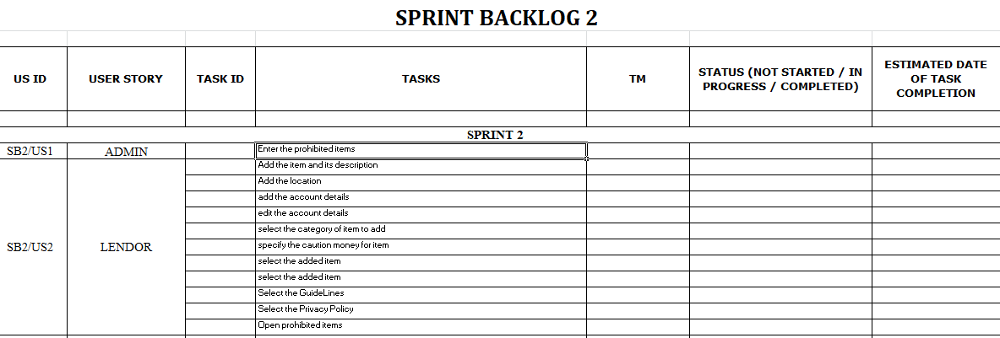 SPRINT BACKLOG 2
US ID USER STORY TASK ID TASKS TM STATUS (NOT STARTED / IN PROGRESS / COMPLETED) ESTIMATED DATE OF TASK COMPLETION
SPRINT 2
SB2/US1 ADMIN Enter the prohibited items
Add the item and its description
Add the location
add the account details
edit the account details
select the category of item to add
SB2/US2 LENDOR specify the caution money for item
select the added item
select the added item
Select the GuideLines
Select the Privacy Policy
Open prohibited items